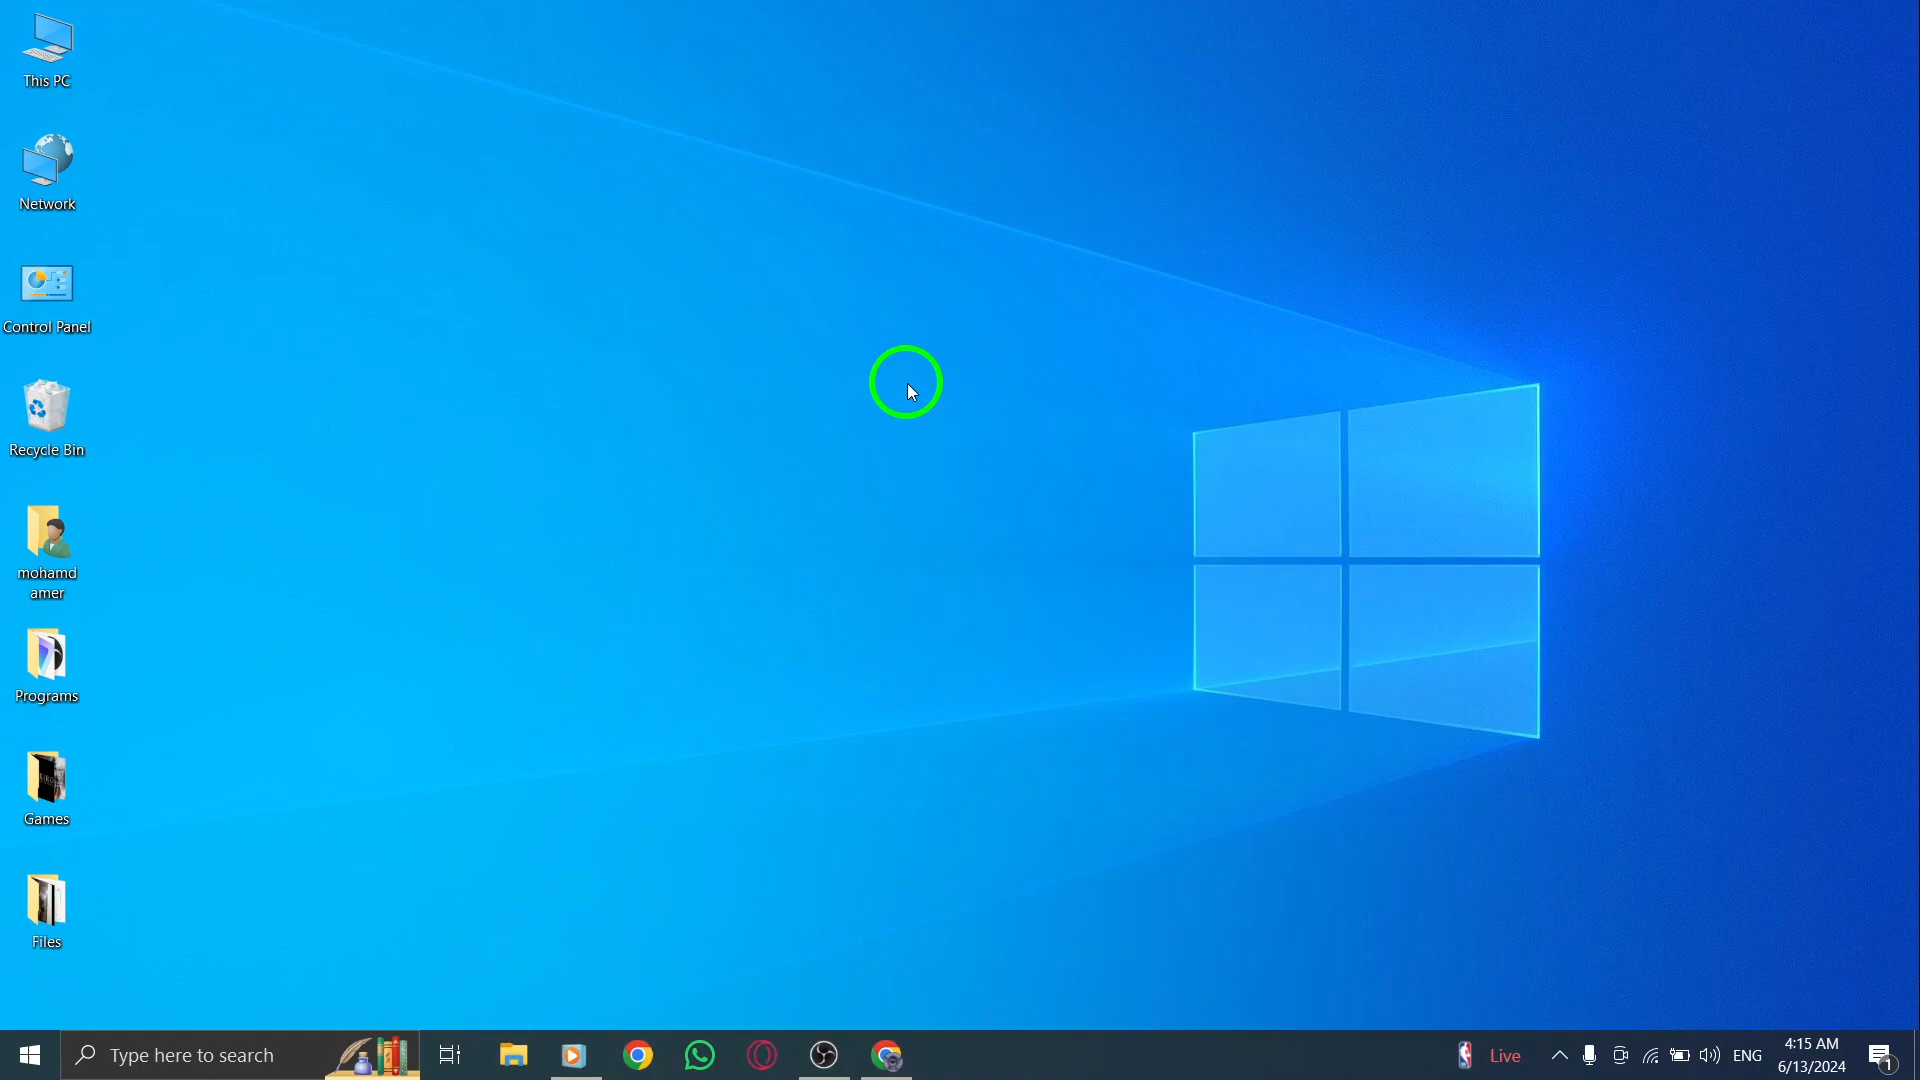 This PC
Network
Control Panel
Recycle Bin
mohamd
amer
Programs
Games
Files
Type here to search
Live
ENG
4:15 AM
6/13/2024
1